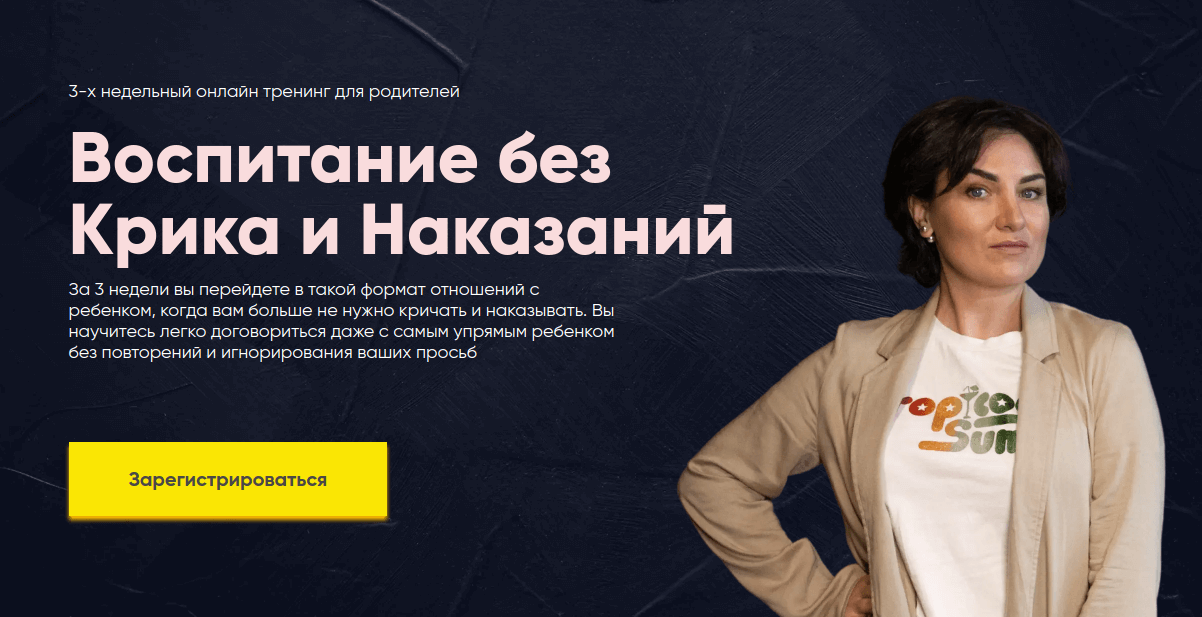 3-х недельный онлайн тренинг для родителей
Воспитание без
Крика и Наказаний
За 3 недели вы перейдете в такой формат отношений с
ребенком, когда вам больше не нужно кричать и наказывать. Вы
научитесь легко договориться даже с самым упрямым ребенком
без повторений и игнорирования ваших просьб
Зарегистрироваться
Sun